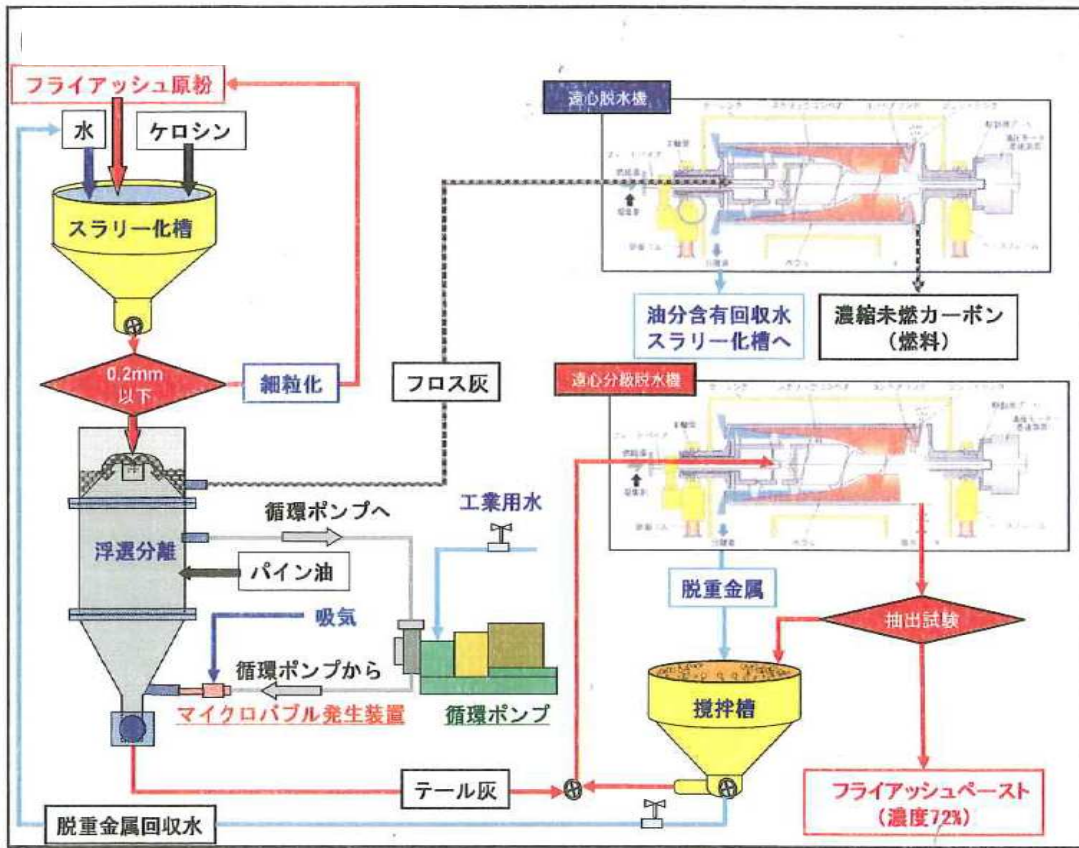 フライアッシュ原粉
水
ケロシン
スラリー化槽
0.2mm
以下
細粒化
浮選分離
パイン油
循環ポンプへ
工業用水
吸気
循環ポンプから
マイクロバブル発生装置
循環ポンプ
フロス灰
テール灰
脱重金属回収水
遠心脱水機
油分含有回収水
スラリー化槽へ
濃縮未燃カーボン
(燃料)
遠心分級脱水機
脱重金属
抽出試験
撹拌槽
フライアッシュペースト
(濃度72%)